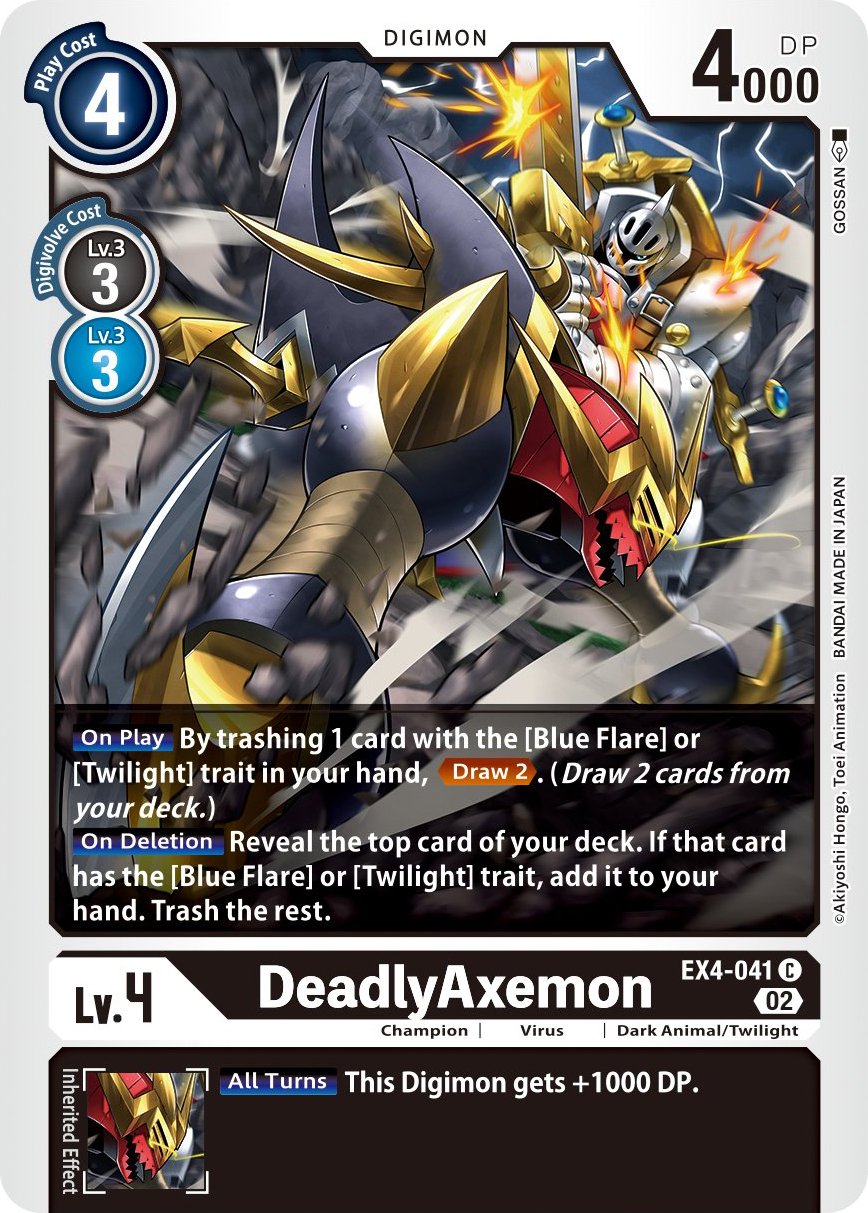 DIGIMON
Play Cost
4
DP
4000
Digivolve Cost
Lv.3
3
Lv.3
3
GOSSAN
©Akiyoshi Hongo, Toei Animation BANDAI MADE IN JAPAN
On Play By trashing 1 card with the [Blue Flare] or
[Twilight] trait in your hand, Draw 2. (Draw 2 cards from
your deck.)
On Deletion Reveal the top card of your deck. If that card
has the [Blue Flare] or [Twilight] trait, add it to your
hand. Trash the rest.
Lv.4
DeadlyAxemon
EX4-041 C
02
Champion | Virus | Dark Animal/Twilight
Inherited Effect
All Turns This Digimon gets +1000 DP.